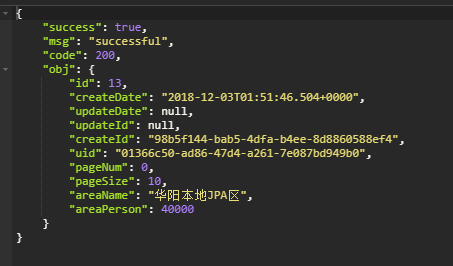 {
"success": true,
"msg": "successful",
"code": 200,
"obj": {
"id": 13,
"createDate": "2018-12-03T01:51:46.504+0000",
"updateDate": null,
"updateId": null,
"createId": "98b5f144-bab5-4dfa-b4ee-8d8860588ef4",
"uid": "01366c50-ad86-47d4-a261-7e087bd949b0",
"pageNum": 0,
"pageSize": 10,
"areaName": "华阳本地JPA区",
"areaPerson": 40000
}
}